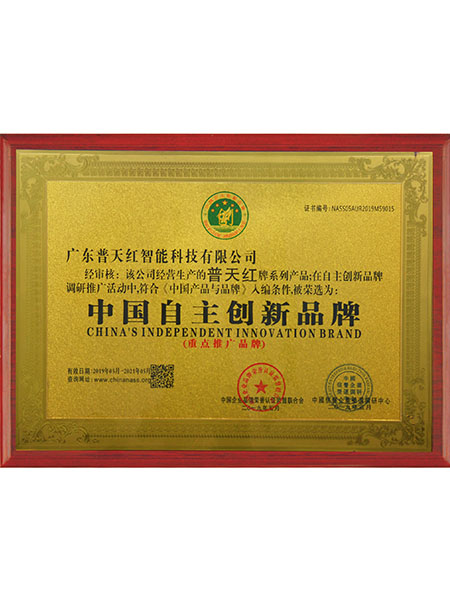 创
证书编号: NASS05AUR2019M59015
广东普天红智能科技有限公司
经审核: 该公司经营生产的普天红牌系列产品;在自主创新品牌
调研推广活动中,符合《中国产品与品牌》入编条件,被荣选为:
中国自主创新品牌
CHINA'S INDEPENDENT INNOVATION BRAND
(重点推广品牌)
有效日期:2019年05月-2021年05月
查询网址:www.chinanass.org